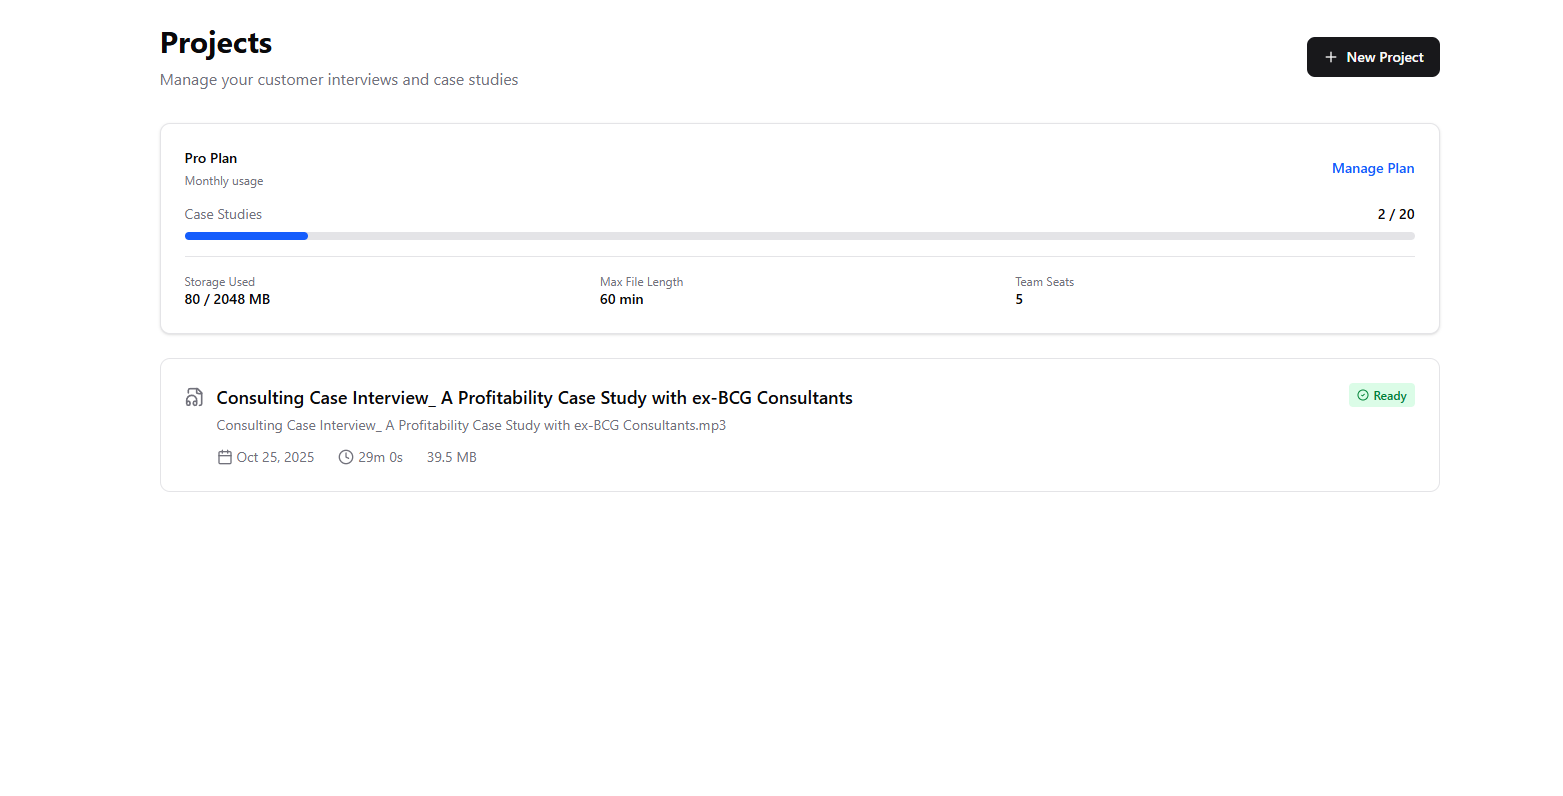 Projects
Manage your customer interviews and case studies
New Project
Pro Plan
Monthly usage
Manage Plan
Case Studies
2 / 20
Storage Used
80 / 2048 MB
Max File Length
60 min
Team Seats
5
Consulting Case Interview_ A Profitability Case Study with ex-BCG Consultants
Ready
Consulting Case Interview_ A Profitability Case Study with ex-BCG Consultants.mp3
Oct 25, 2025 29m 0s 39.5 MB